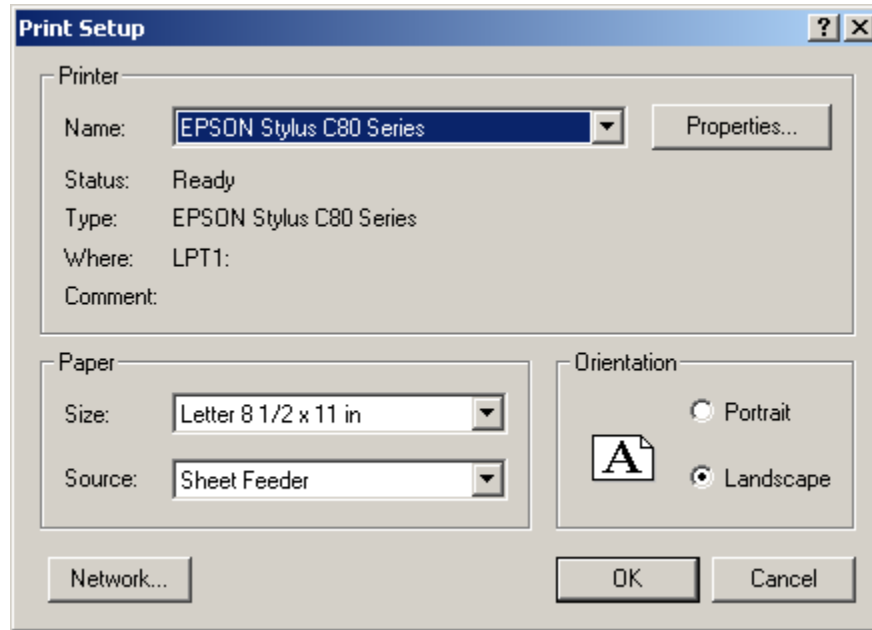 Print Setup
Printer
Name: EPSON Stylus C80 Series Properties...
Status: Ready
Type: EPSON Stylus C80 Series
Where: LPT1:
Comment:
Paper
Size: Letter 8 1/2 x 11 in
Source: Sheet Feeder
Orientation
A
Portrait
Landscape
Network... OK Cancel